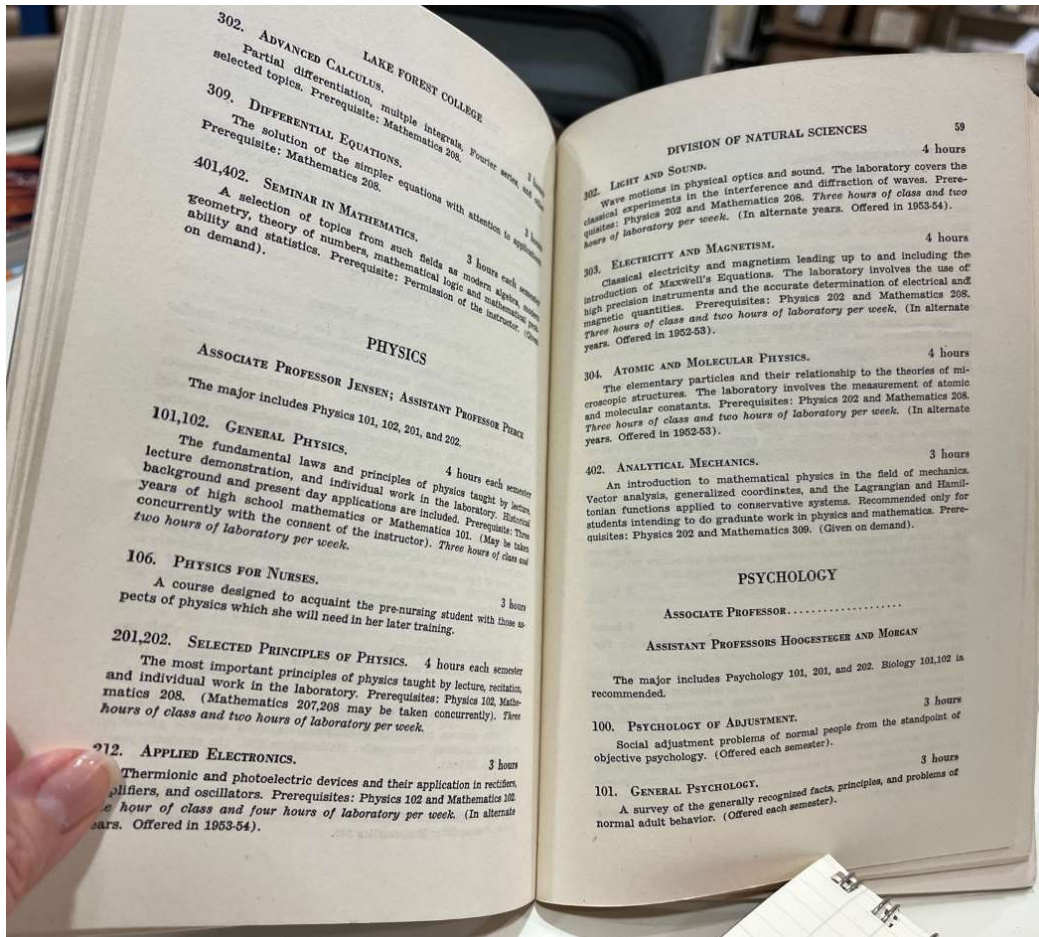 LAKE FOREST COLLEGE
302. ADVANCED CALCULUS.
Partial differentiation, multple integrals, Fourier series, and
selected topics. Prerequisite: Mathematics 208.
309. DIFFERENTIAL EQUATIONS.
The solution of the simpler equations with attention to
Prerequisite: Mathematics 208.
401,402. SEMINAR IN MATHEMATICS. 3 hours each semester
A selection of topics from such fields as modern algebra, modern
geometry, theory of numbers, mathematical logic and mathematical
ability and statistics. Prerequisite: Permission of the instructor. (Given
on demand).
PHYSICS
ASSOCIATE PROFESSOR JENSEN; ASSISTANT PROFESSOR PIERCE
The major includes Physics 101, 102, 201, and 202.
101,102. GENERAL PHYSICS. 4 hours each semester
The fundamental laws and principles of physics taught by lecture,
lecture demonstration, and individual work in the laboratory. Historical
background and present day applications are included. Prerequisite: Three
years of high school mathematics or Mathematics 101. (May be taken
concurrently with the consent of the instructor). Three hours of class and
two hours of laboratory per week.
106. PHYSICS FOR NURSES. 3 hours
A course designed to acquaint the pre-nursing student with those as-
pects of physics which she will need in her later training.
201,202. SELECTED PRINCIPLES OF PHYSICS. 4 hours each semester
The most important principles of physics taught by lecture, recitation,
and individual work in the laboratory. Prerequisites: Physics 102, Mathe-
matics 208. (Mathematics 207,208 may be taken concurrently). Three
hours of class and two hours of laboratory per week.
212. APPLIED ELECTRONICS. 3 hours
Thermionic and photoelectric devices and their application in rectifiers,
plifiers, and oscillators. Prerequisites: Physics 102 and Mathematics 102.
hour of class and four hours of laboratory per week. (In alternate
ears. Offered in 1953-54).
DIVISION OF NATURAL SCIENCES 59
302. LIGHT AND SOUND. 4 hours
Wave motions in physical optics and sound. The laboratory covers the
classical experiments in the interference and diffraction of waves. Prere-
quisites: Physics 202 and Mathematics 208. Three hours of class and two
hours of laboratory per week. (In alternate years. Offered in 1953-54).
303. ELECTRICITY AND MAGNETISM. 4 hours
Classical electricity and magnetism leading up to and including the
introduction of Maxwell's Equations. The laboratory involves the use of
high precision instruments and the accurate determination of electrical and
magnetic quantities. Prerequisites: Physics 202 and Mathematics 208.
Three hours of class and two hours of laboratory per week. (In alternate
years. Offered in 1952-53).
304. ATOMIC AND MOLECULAR PHYSICS. 4 hours
The elementary particles and their relationship to the theories of mi-
croscopic structures. The laboratory involves the measurement of atomic
and molecular constants. Prerequisites: Physics 202 and Mathematics 208.
Three hours of class and two hours of laboratory per week. (In alternate
years. Offered in 1952-53).
402. ANALYTICAL MECHANICS. 3 hours
An introduction to mathematical physics in the field of mechanics.
Vector analysis, generalized coordinates, and the Lagrangian and Hamil-
tonian functions applied to conservative systems. Recommended only for
students intending to do graduate work in physics and mathematics. Prere-
quisites: Physics 202 and Mathematics 309. (Given on demand).
PSYCHOLOGY
ASSOCIATE PROFESSOR...................
ASSISTANT PROFESSORS HOOGESTEGER AND MORGAN
The major includes Psychology 101, 201, and 202. Biology 101,102 is
recommended.
100. PSYCHOLOGY OF ADJUSTMENT. 3 hours
Social adjustment problems of normal people from the standpoint of
objective psychology. (Offered each semester).
101. GENERAL PSYCHOLOGY. 3 hours
A survey of the generally recognized facts, principles, and problems of
normal adult behavior. (Offered each semester).